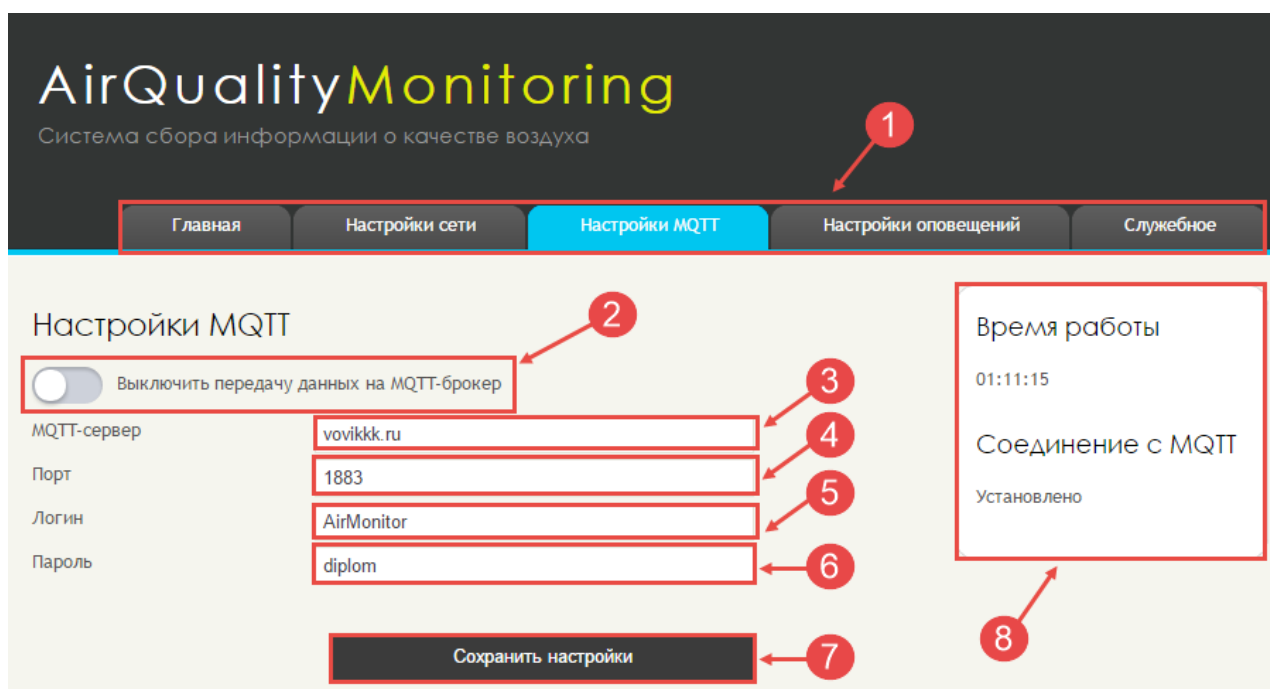 AirQualityMonitoring
Система сбора информации о качестве воздуха
1
Главная Настройки сети Настройки MQTT Настройки оповещений Служебное
Настройки MQTT
2
Выключить передачу данных на MQTT-брокер
MQTT-сервер vovikkk.ru
3
Порт 1883
4
Логин AirMonitor
5
Пароль diplom
6
Сохранить настройки
7
Время работы
01:11:15
Соединение с MQTT
Установлено
8